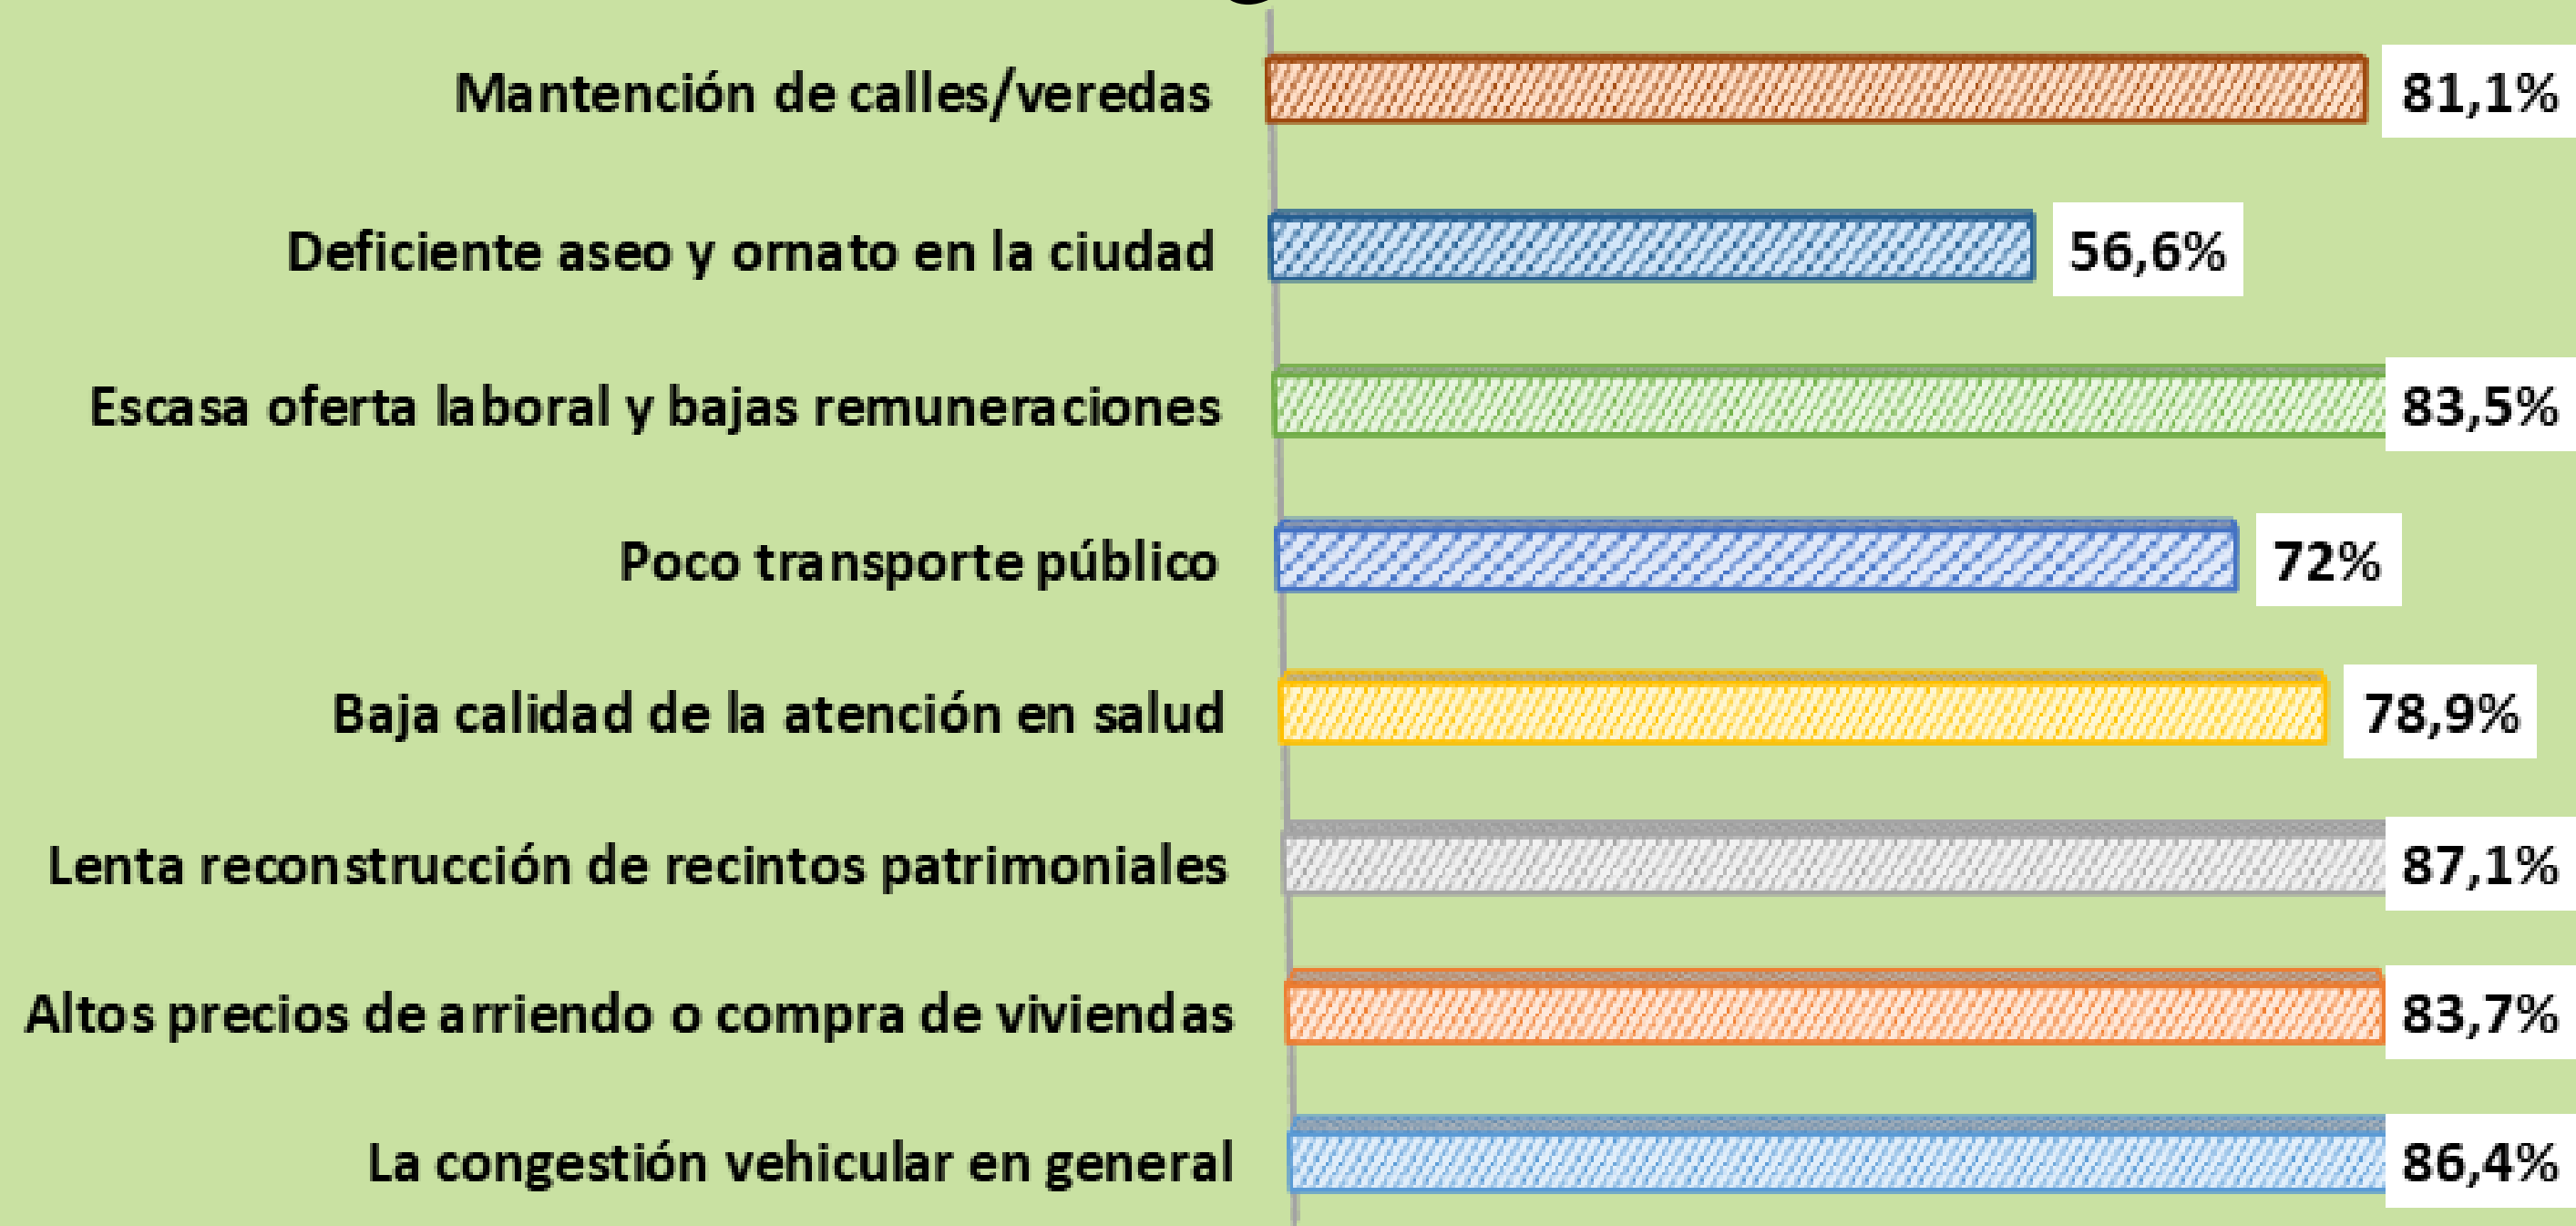 Mantención de calles/veredas 81,1%
Deficiente aseo y ornato en la ciudad 56,6%
Escasa oferta laboral y bajas remuneraciones 83,5%
Poco transporte público 72%
Baja calidad de la atención en salud 78,9%
Lenta reconstrucción de recintos patrimoniales 87,1%
Altos precios de arriendo o compra de viviendas 83,7%
La congestión vehicular en general 86,4%